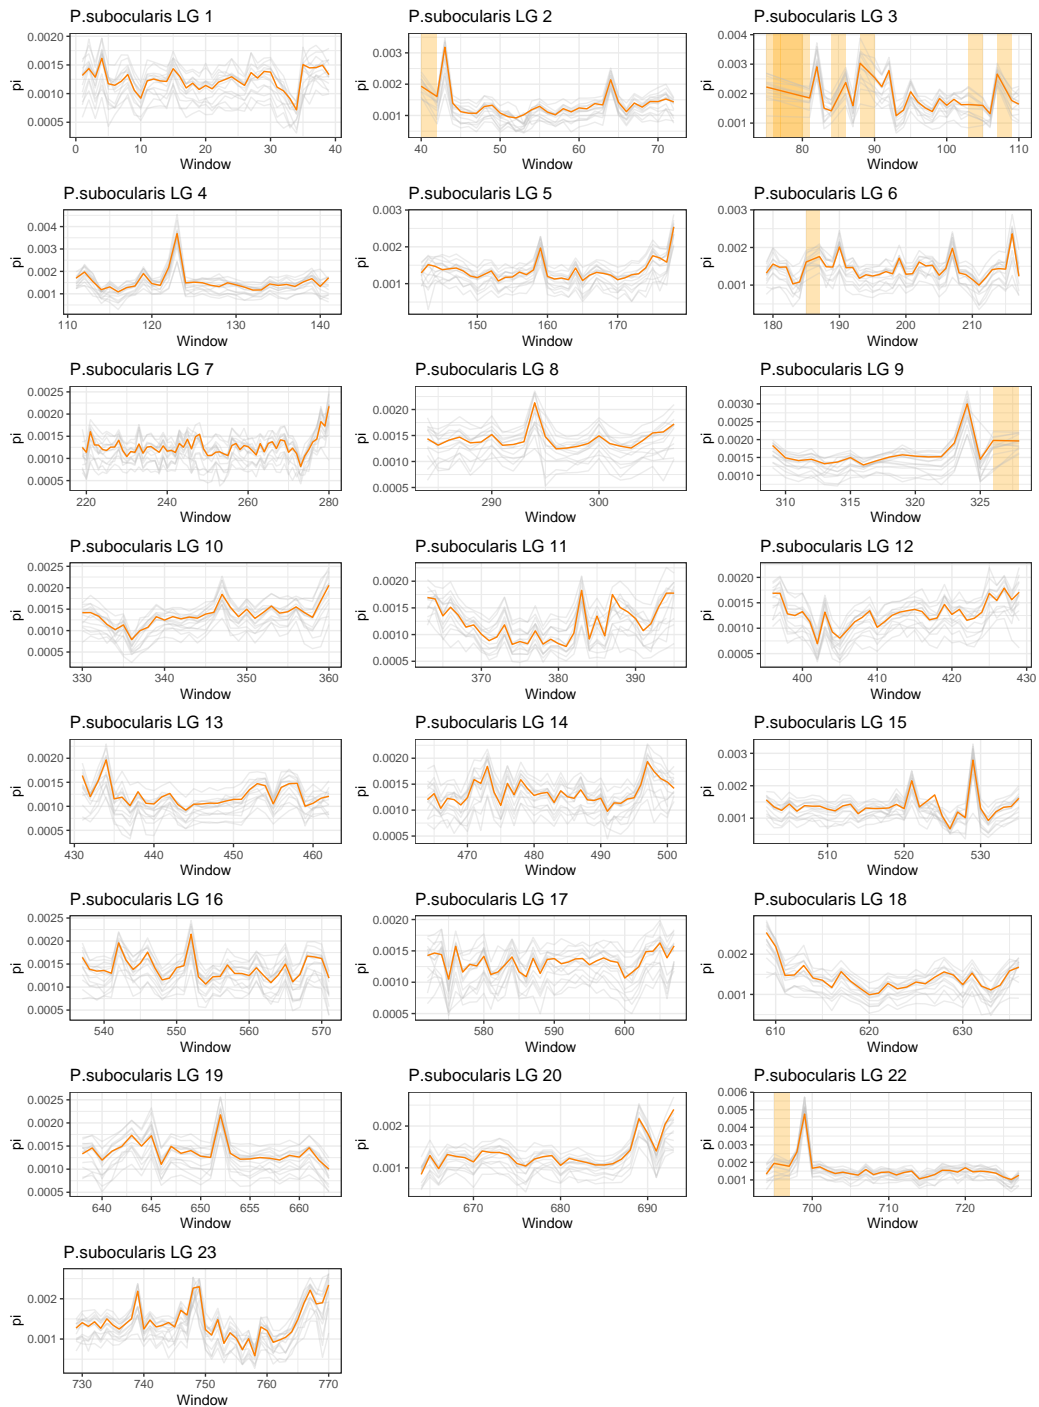 P.subocularis LG 1
pi
0.0020
0.0015
0.0010
0.0005
0 10 20 30 40
Window
P.subocularis LG 2
pi
0.003
0.002
0.001
40 50 60 70
Window
P.subocularis LG 3
pi
0.004
0.003
0.002
0.001
80 90 100 110
Window
P.subocularis LG 4
pi
0.004
0.003
0.002
0.001
110 120 130 140
Window
P.subocularis LG 5
pi
0.003
0.002
0.001
150 160 170
Window
P.subocularis LG 6
pi
0.003
0.002
0.001
180 190 200 210
Window
P.subocularis LG 7
pi
0.0025
0.0020
0.0015
0.0010
0.0005
220 240 260 280
Window
P.subocularis LG 8
pi
0.0020
0.0015
0.0010
0.0005
290 300
Window
P.subocularis LG 9
pi
0.0030
0.0025
0.0020
0.0015
0.0010
310 315 320 325
Window
P.subocularis LG 10
pi
0.0025
0.0020
0.0015
0.0010
0.0005
330 340 350 360
Window
P.subocularis LG 11
pi
0.0020
0.0015
0.0010
0.0005
370 380 390
Window
P.subocularis LG 12
pi
0.0020
0.0015
0.0010
0.0005
400 410 420 430
Window
P.subocularis LG 13
pi
0.0020
0.0015
0.0010
0.0005
430 440 450 460
Window
P.subocularis LG 14
pi
0.0020
0.0015
0.0010
0.0005
470 480 490 500
Window
P.subocularis LG 15
pi
0.003
0.002
0.001
510 520 530
Window
P.subocularis LG 16
pi
0.0025
0.0020
0.0015
0.0010
0.0005
540 550 560 570
Window
P.subocularis LG 17
pi
0.0020
0.0015
0.0010
0.0005
580 590 600
Window
P.subocularis LG 18
pi
0.002
0.001
610 620 630
Window
P.subocularis LG 19
pi
0.0025
0.0020
0.0015
0.0010
0.0005
640 645 650 655 660
Window
P.subocularis LG 20
pi
0.002
0.001
670 680 690
Window
P.subocularis LG 22
pi
0.006
0.005
0.004
0.003
0.002
0.001
700 710 720
Window
P.subocularis LG 23
pi
0.002
0.001
730 740 750 760 770
Window